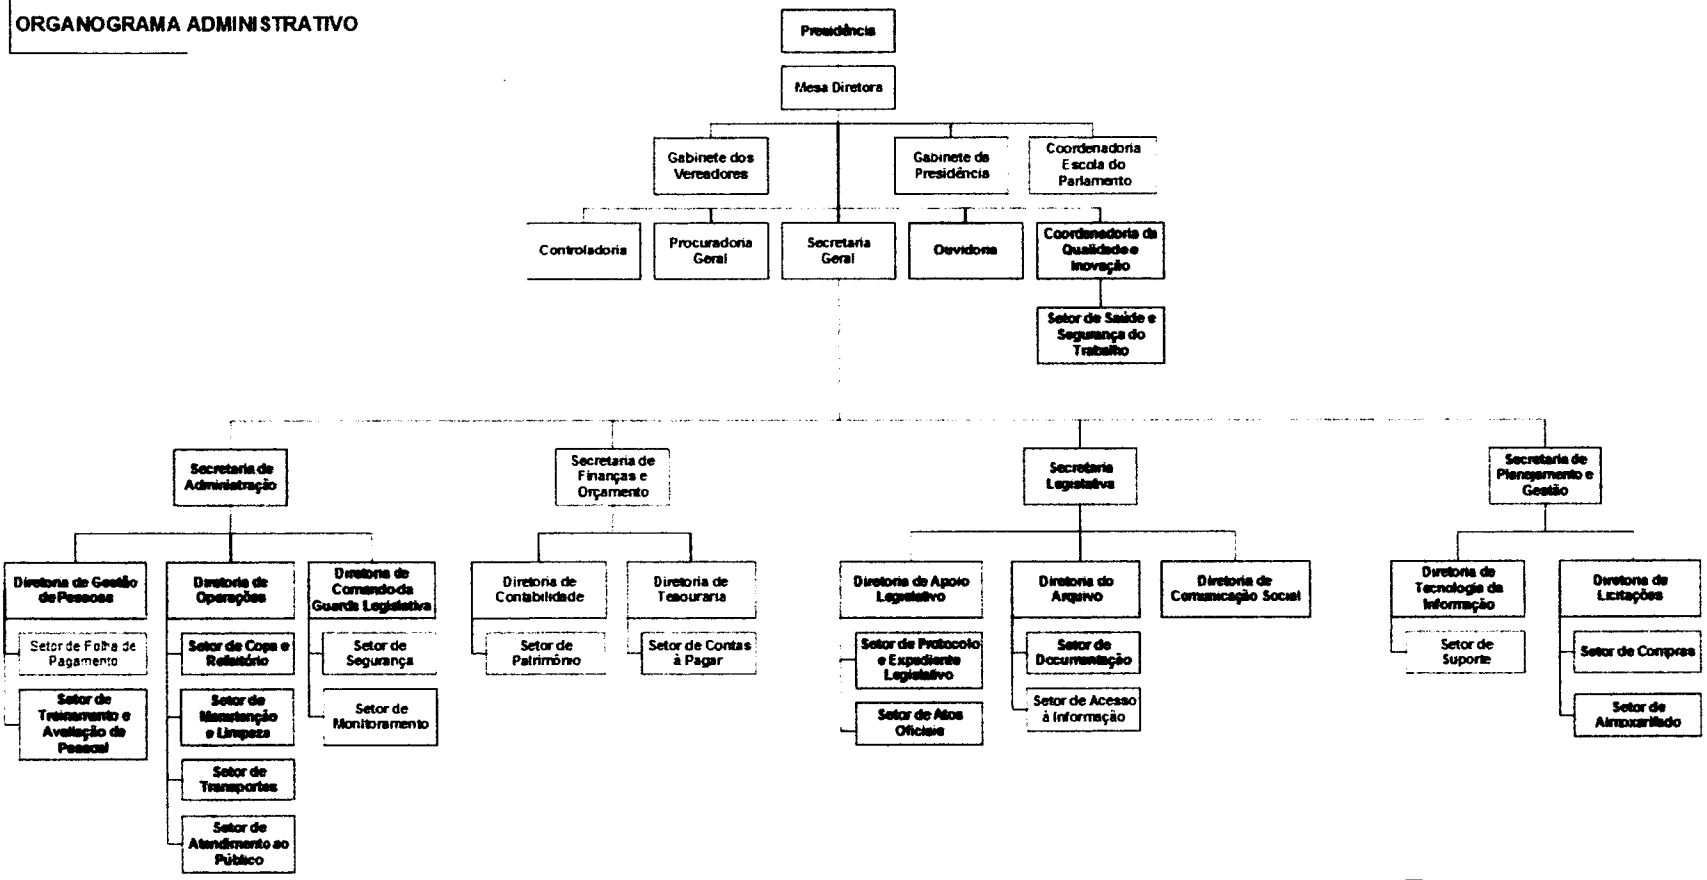 ORGANOGRAMA ADMINISTRATIVO
Presidência
Mesa Diretora
Gabinete dos
Vereadores
Gabinete da
Presidência
Coordenadoria
Escola do
Parlamento
Controladoria
Procuradoria
Geral
Secretaria
Geral
Ouvidoria
Coordenadoria da
Qualidade e
Inovação
Setor de Saúde e
Segurança do
Trabalho
Secretaria de
Administração
Secretaria de
Finanças e
Orçamento
Secretaria
Legislativa
Secretaria de
Planejamento e
Gestão
Diretoria de Gestão
de Pessoas
Diretoria de
Operações
Diretoria de
Comando da
Guarda Legislativa
Diretoria de
Contabilidade
Diretoria de
Tesouraria
Diretoria de Apoio
Legislativo
Diretoria do
Arquivo
Diretoria de
Comunicação Social
Diretoria de
Tecnologia da
Informação
Diretoria de
Licitações
Setor de Folha de
Pagamento
Setor de Copa e
Refeitório
Setor de
Segurança
Setor de
Patrimônio
Setor de Contas
à Pagar
Setor de Protocolo
e Expediente
Legislativo
Setor de
Documentação
Setor de
Suporte
Setor de Compras
Setor de
Treinamento e
Avaliação de
Pessoal
Setor de
Manutenção
e Limpeza
Setor de
Monitoramento
Setor de Atos
Oficiais
Setor de Acesso
à Informação
Setor de
Almoxarifado
Setor de
Transportes
Setor de
Atendimento ao
Público